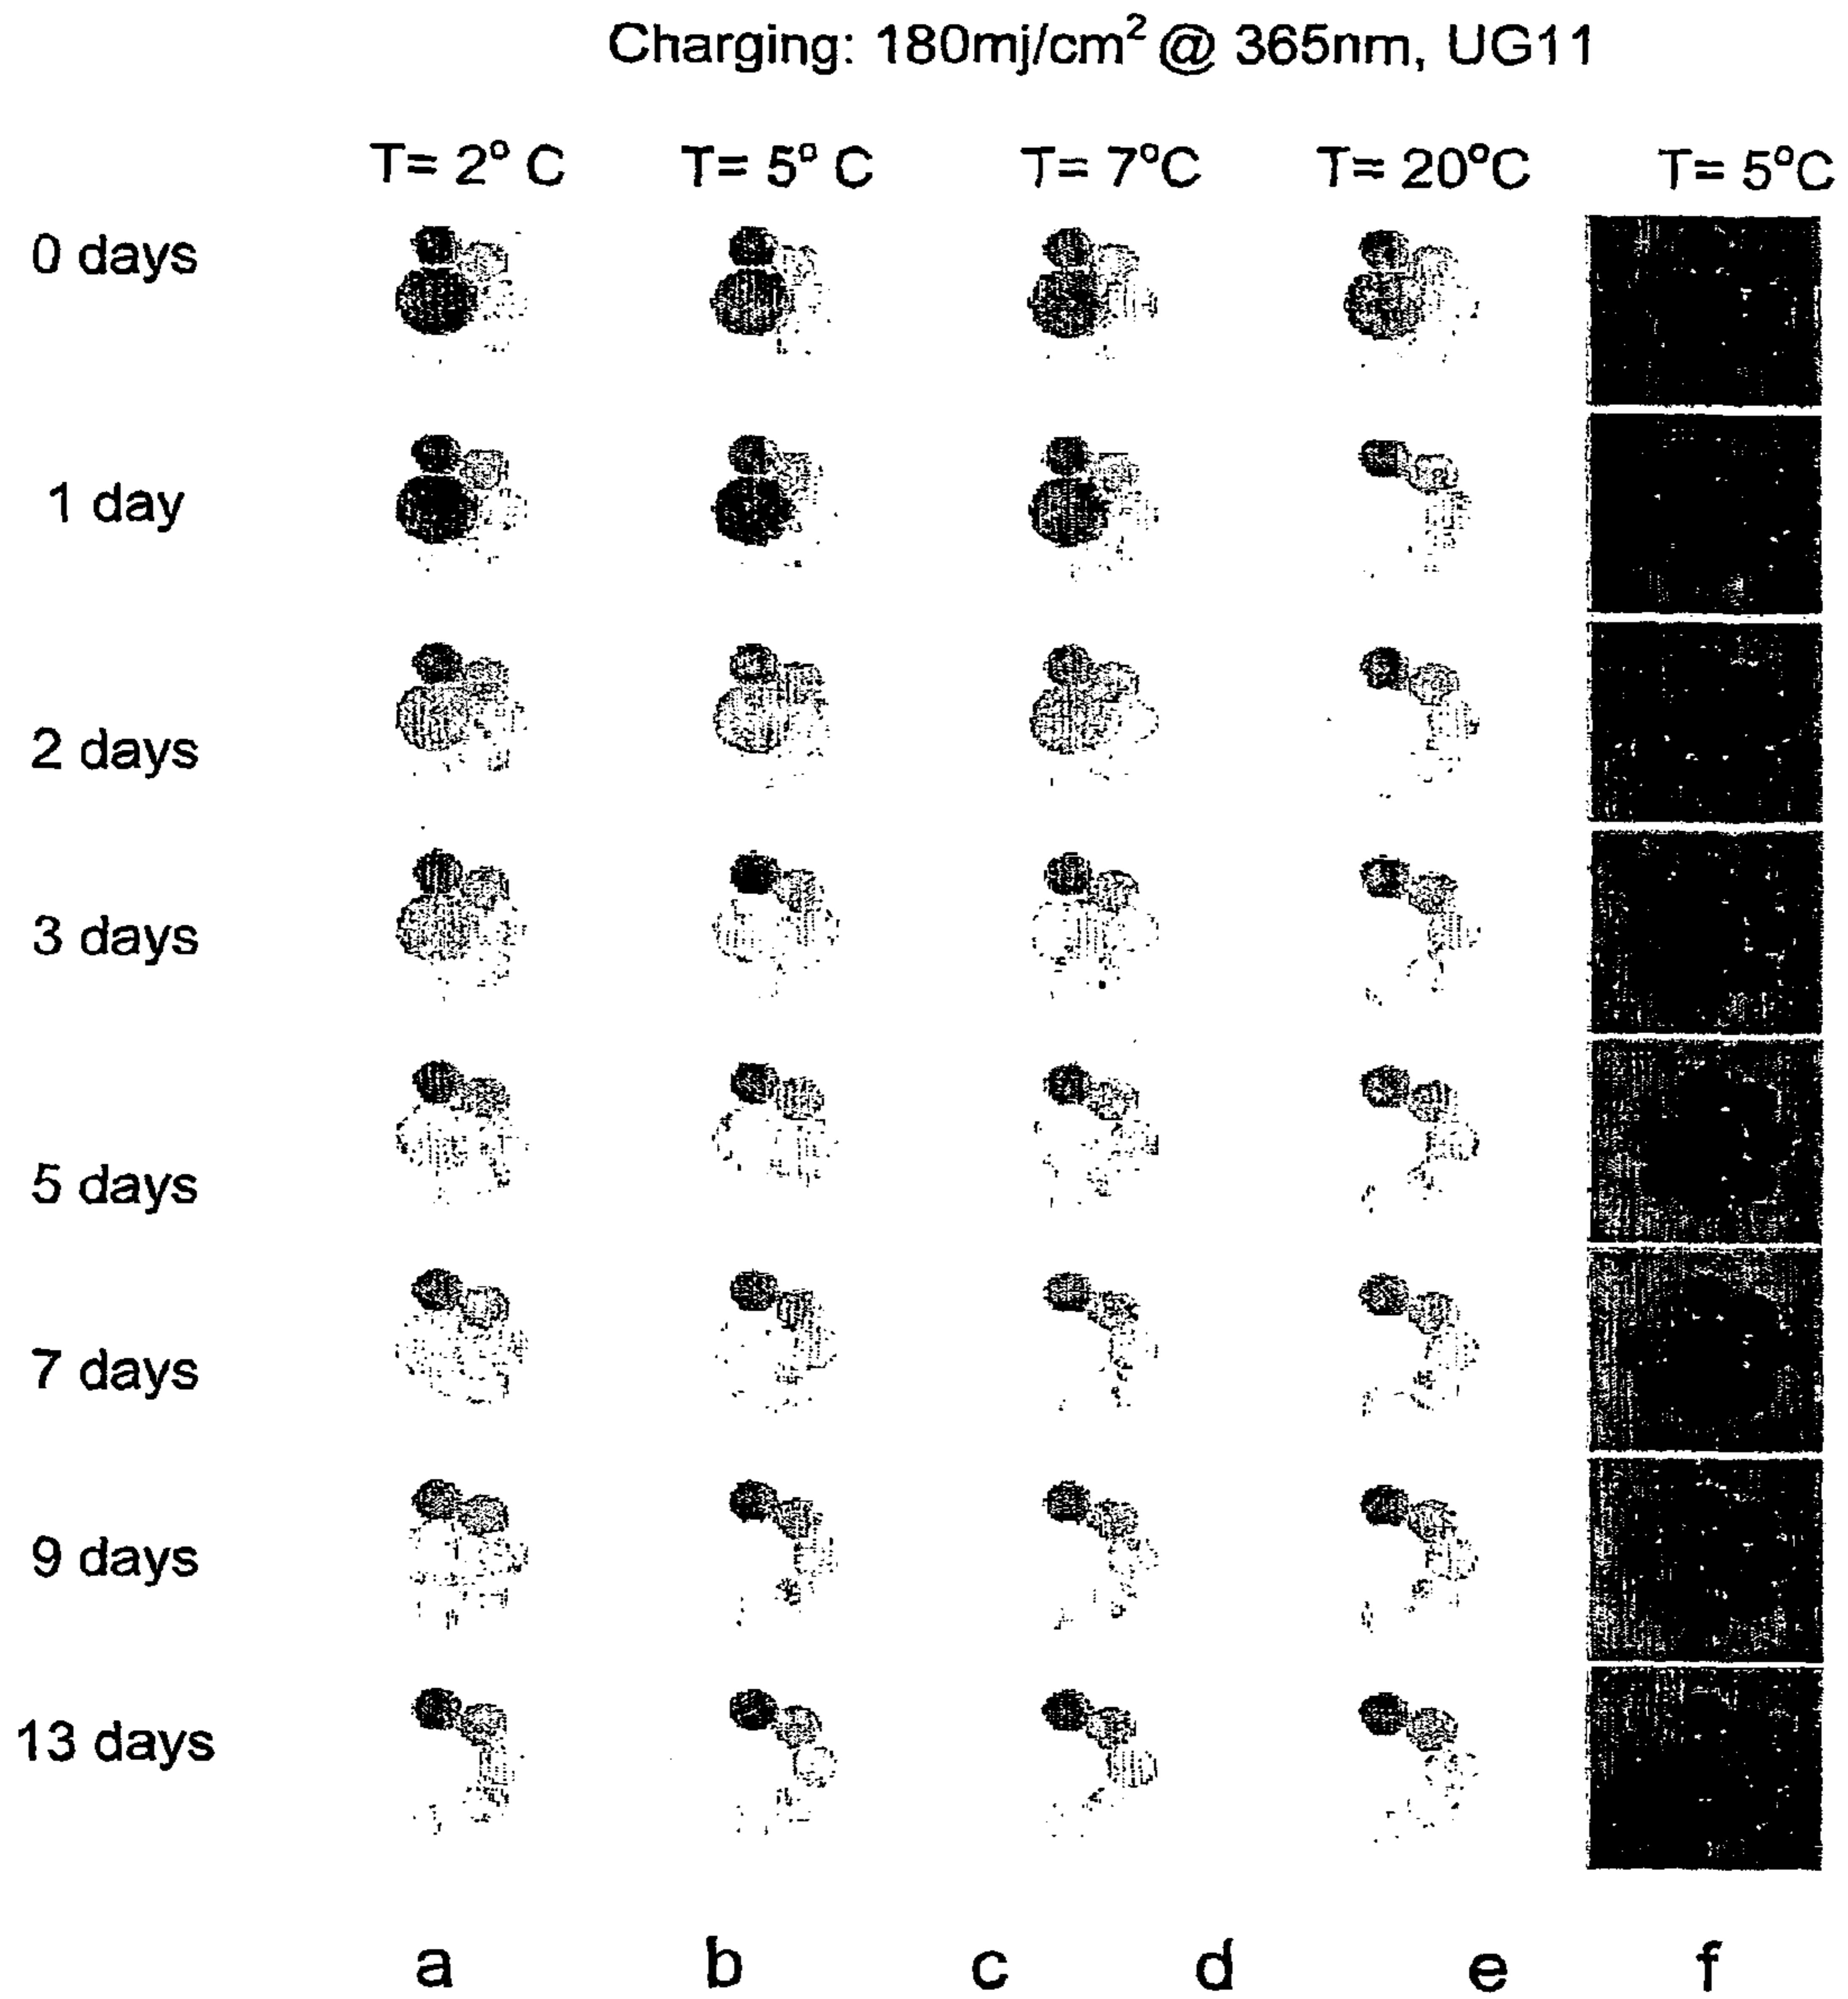 Charging: 180mj/cm² @ 365nm, UG11
T= 2° C T= 5° C T= 7°C T= 20°C T= 5°C
0 days
1 day
2 days
3 days
5 days
7 days
9 days
13 days
a b c d e f